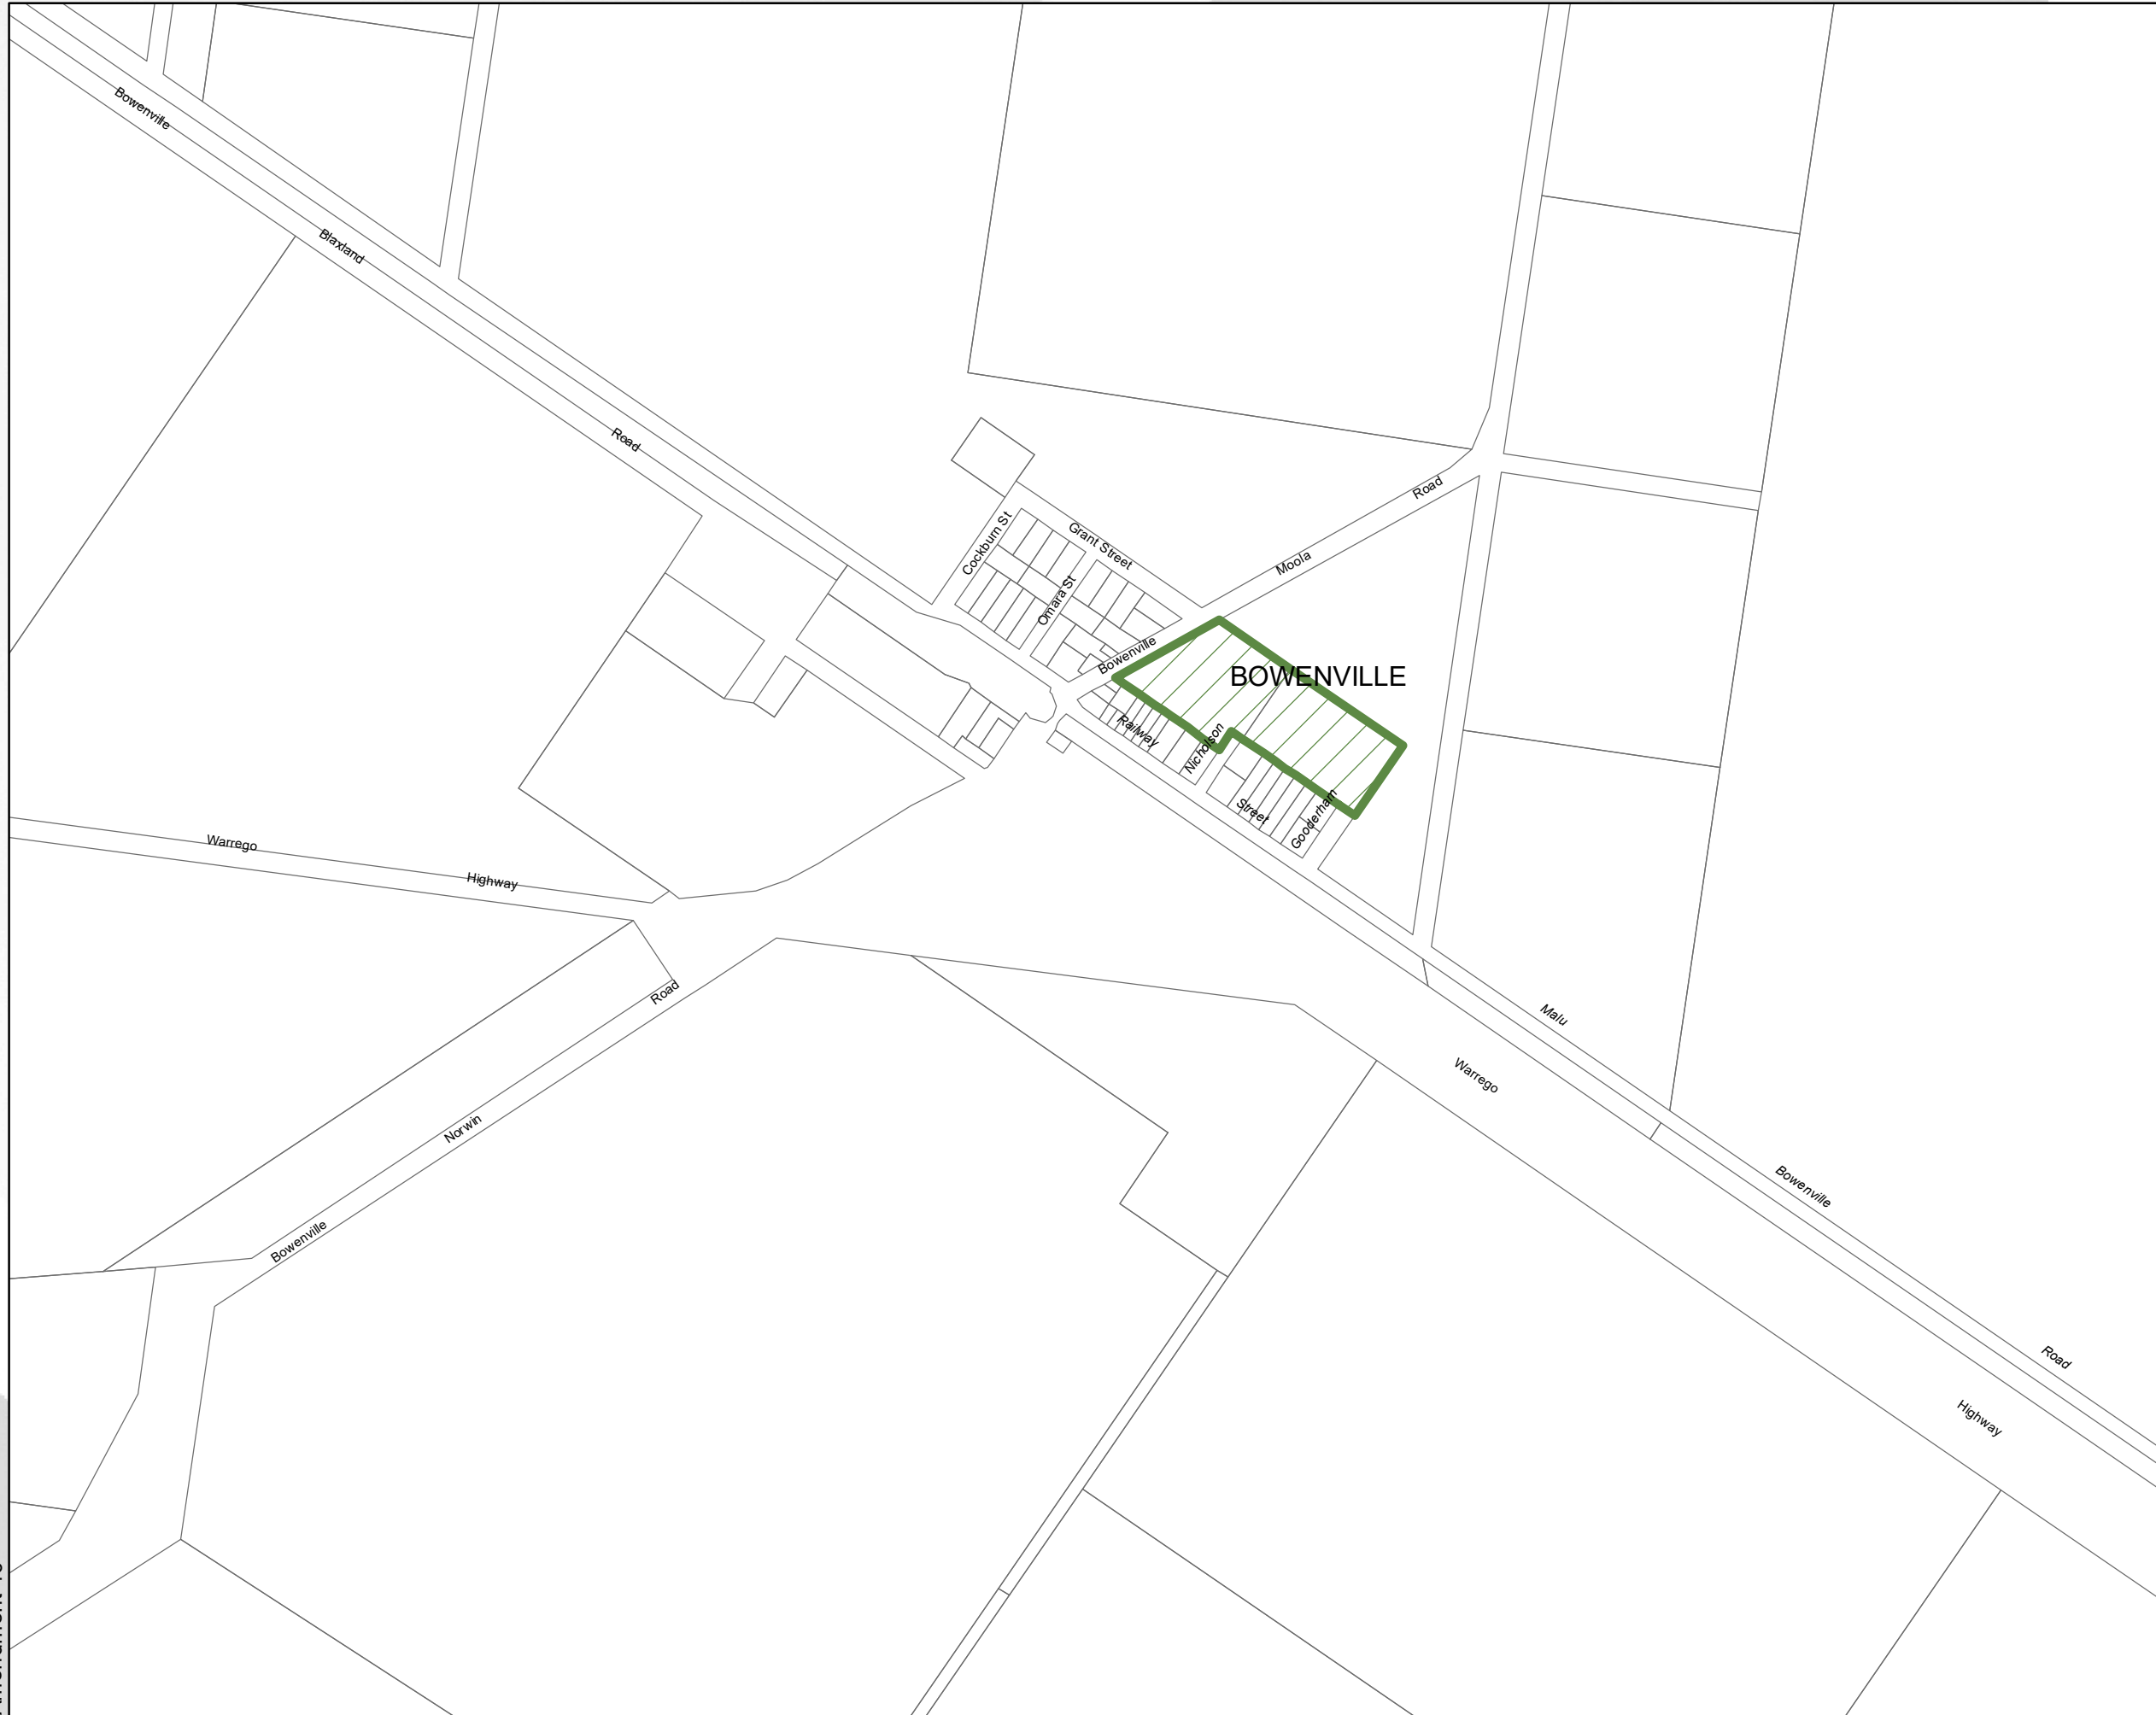 Bowenville
Blaxland
Road
Cockburn St
Grant Street
Omara St
Road
Moola
Bowenville
BOWENVILLE
Railway
Nicholson
Street
Gooderham
Warrego
Highway
Road
Norwin
Bowenville
Malu
Warrego
Bowenville
Road
Highway